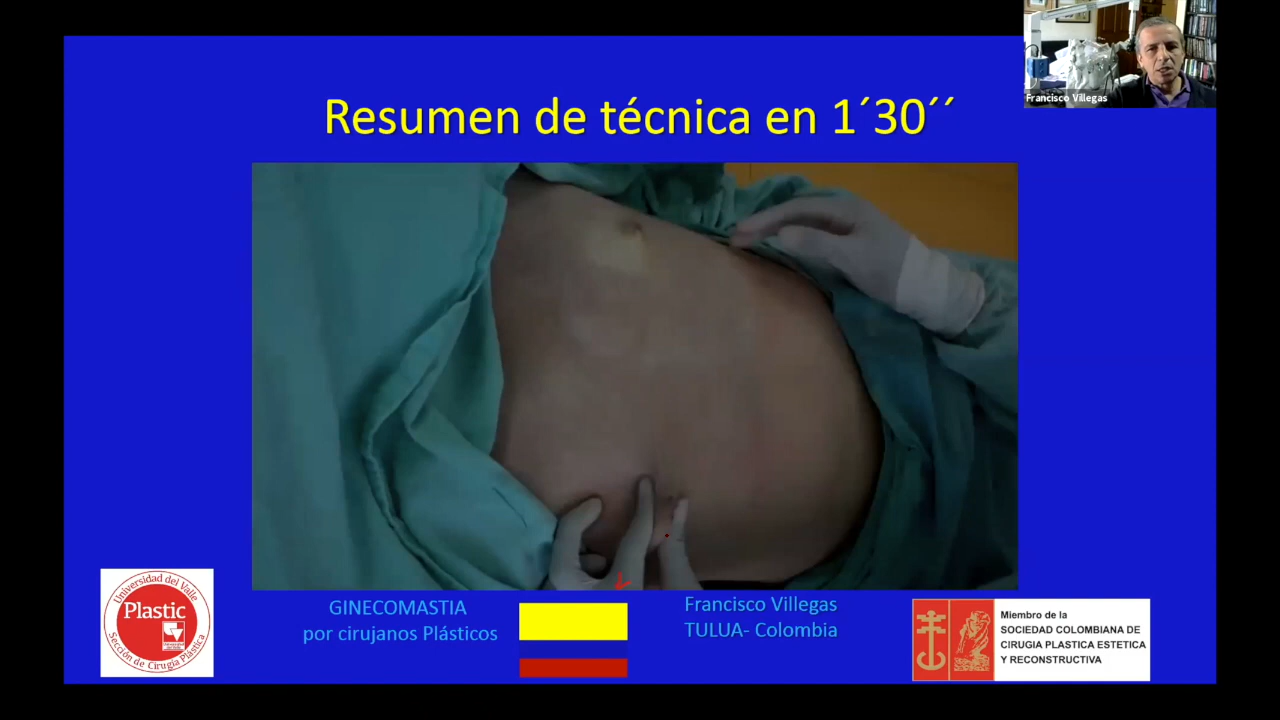 Francisco Villegas
Resumen de técnica en 1´30´´
Universidad del Valle
Plastic
Sección de Cirugía Plástica
GINECOMASTIA
por cirujanos Plásticos
Francisco Villegas
TULUA- Colombia
Miembro de la
SOCIEDAD COLOMBIANA DE
CIRUGIA PLASTICA ESTETICA
Y RECONSTRUCTIVA